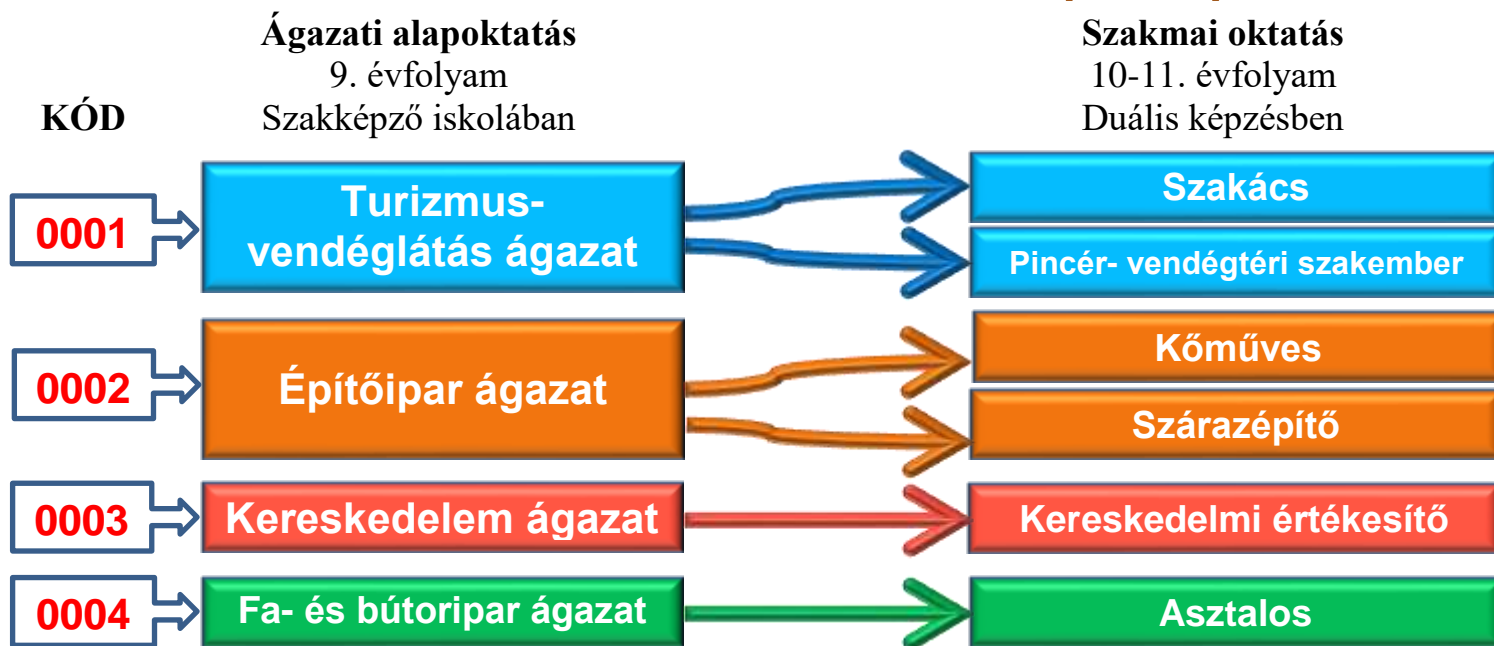 Ágazati alapoktatás
9. évfolyam
Szakképző iskolában
Szakmai oktatás
10-11. évfolyam
Duális képzésben
KÓD
0001
Turizmus-
vendéglátás ágazat
Szakács
Pincér- vendégtéri szakember
0002
Építőipar ágazat
Kőműves
Szárazépítő
0003
Kereskedelem ágazat
Kereskedelmi értékesítő
0004
Fa- és bútoripar ágazat
Asztalos